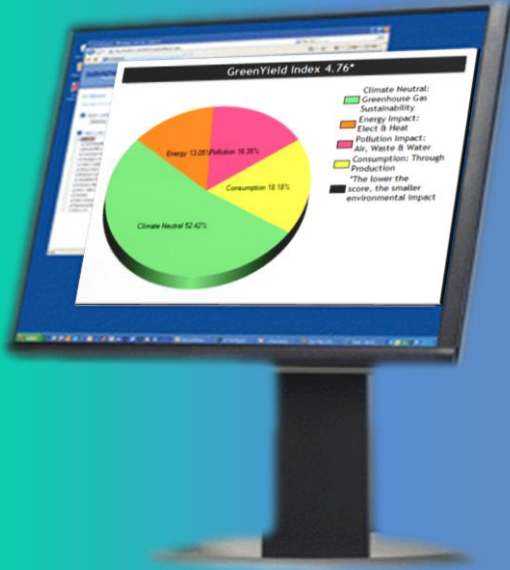 GreenYield Index 4.76*
Climate Neutral:
Greenhouse Gas
Sustainability
Energy Impact:
Elect & Heat
Pollution Impact:
Air, Waste & Water
Consumption: Through
Production
*The lower the
score, the smaller
environmental impact
Energy 13.05%
Pollution 16.35%
Consumption 18.18%
Climate Neutral 52.42%